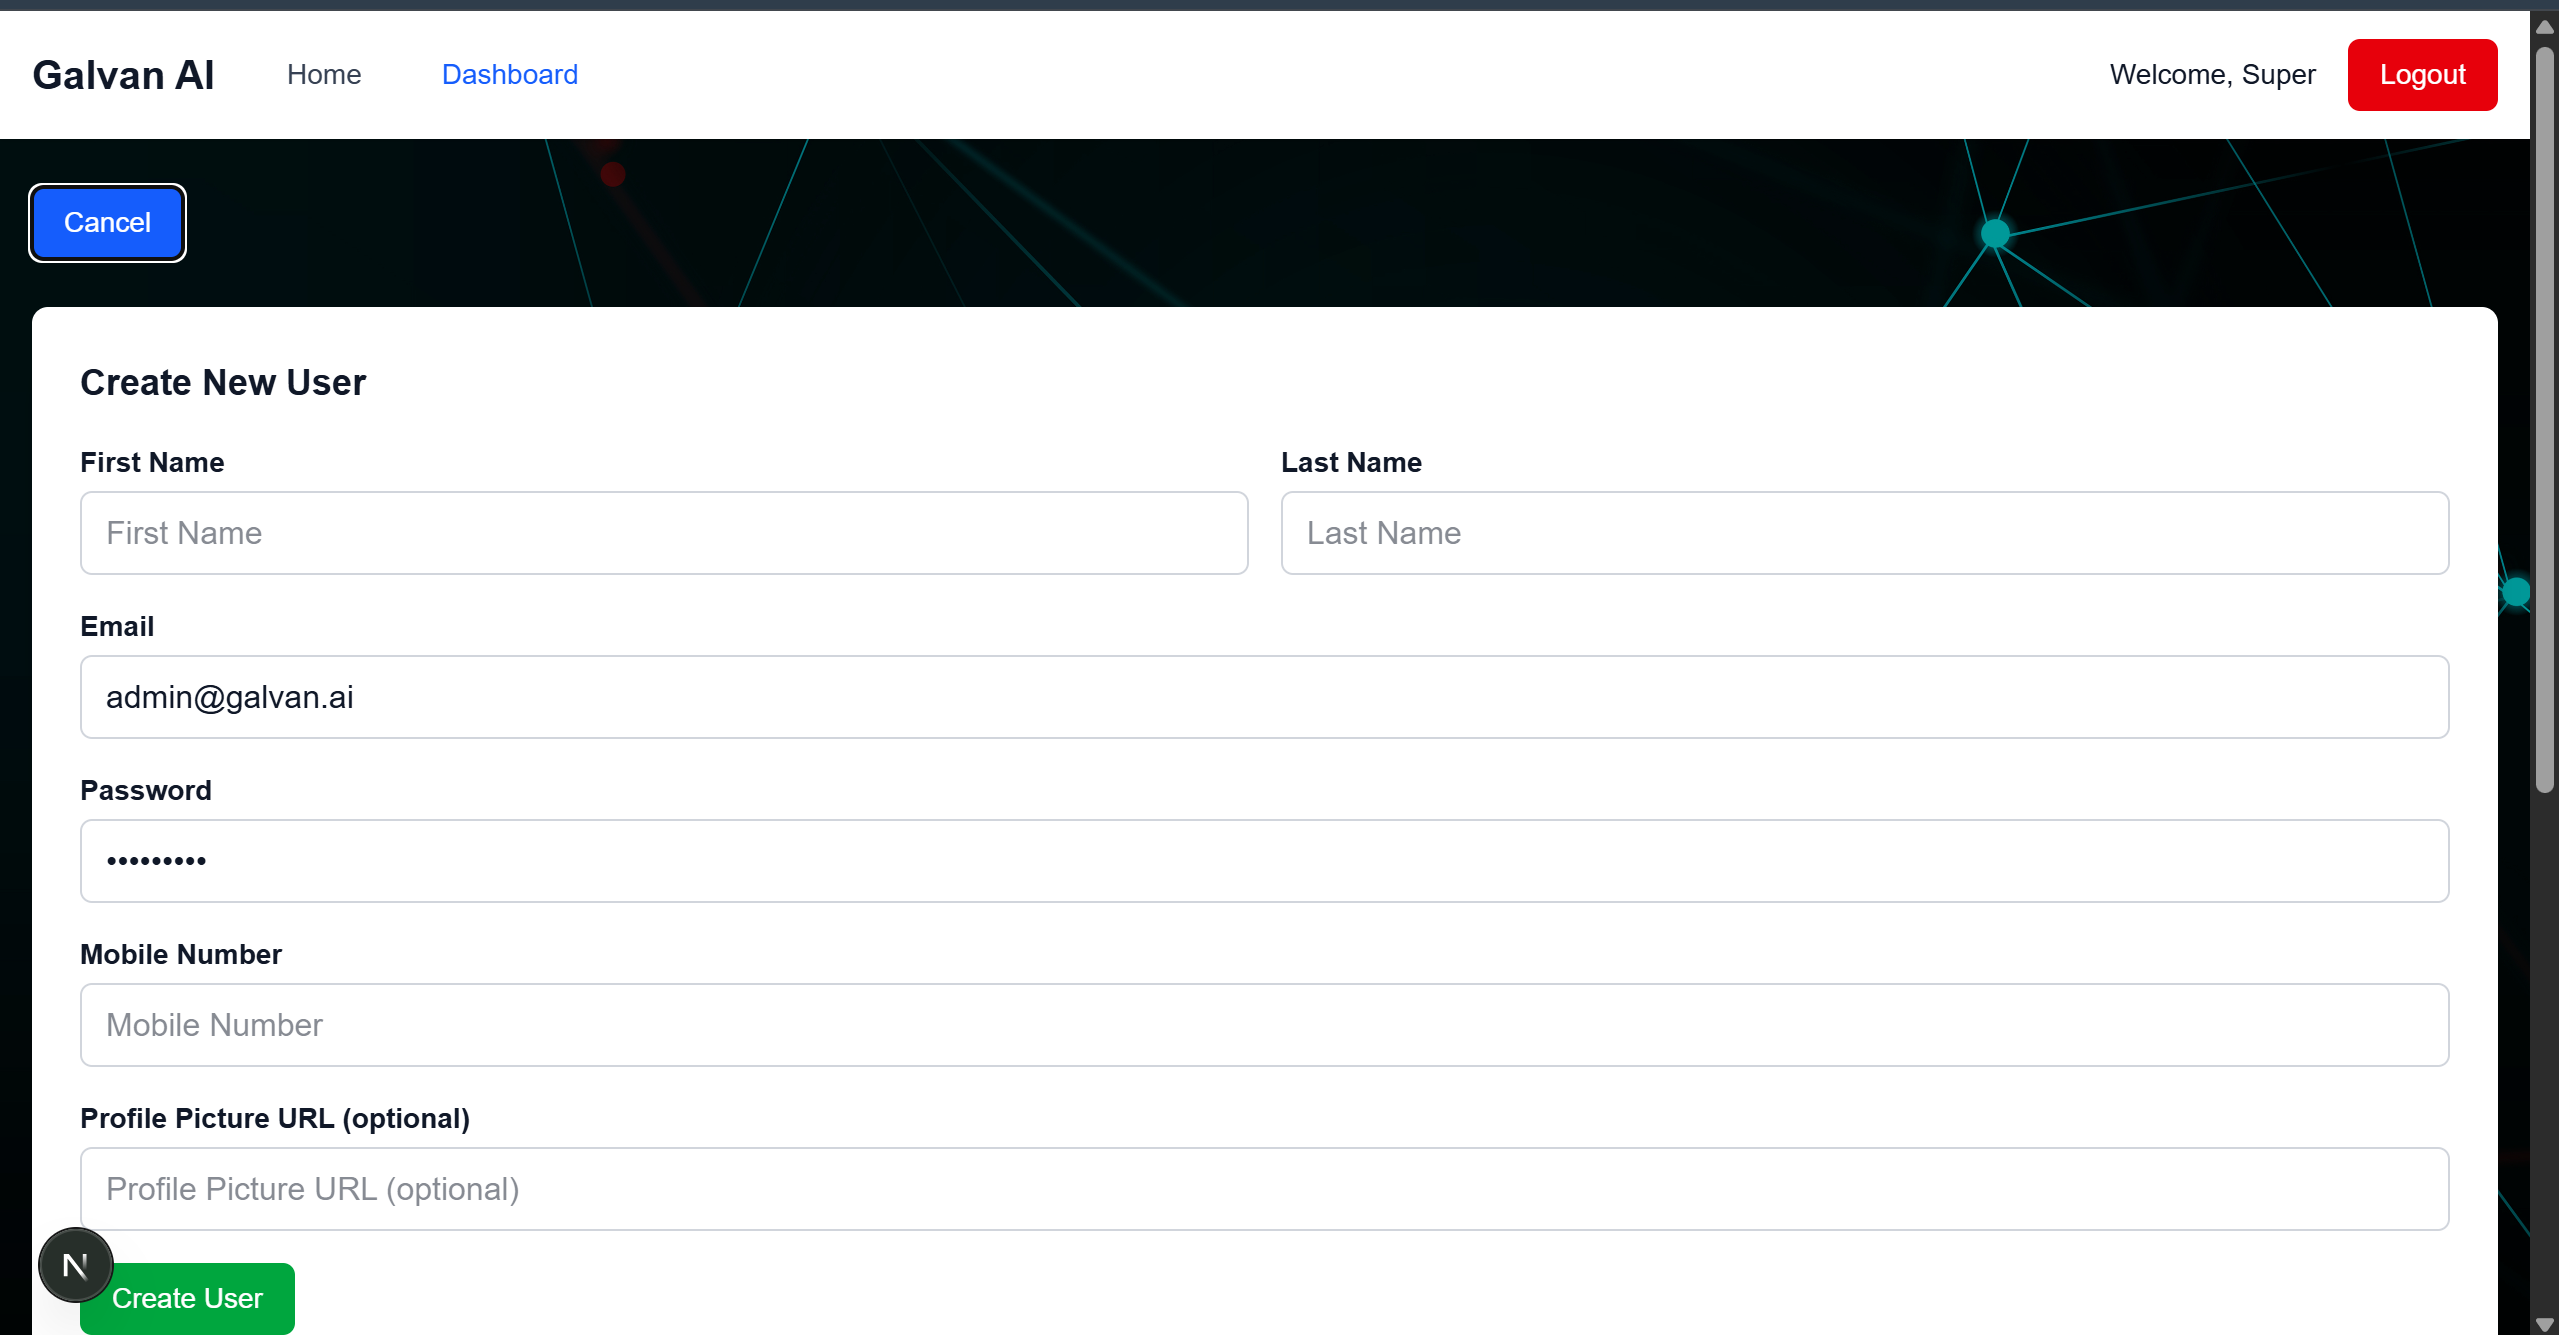 Galvan AI
Home
Dashboard
Welcome, Super
Logout
Cancel
Create New User
First Name
Last Name
First Name
Last Name
Email
admin@galvan.ai
Password
•••••••••
Mobile Number
Mobile Number
Profile Picture URL (optional)
Profile Picture URL (optional)
N
Create User